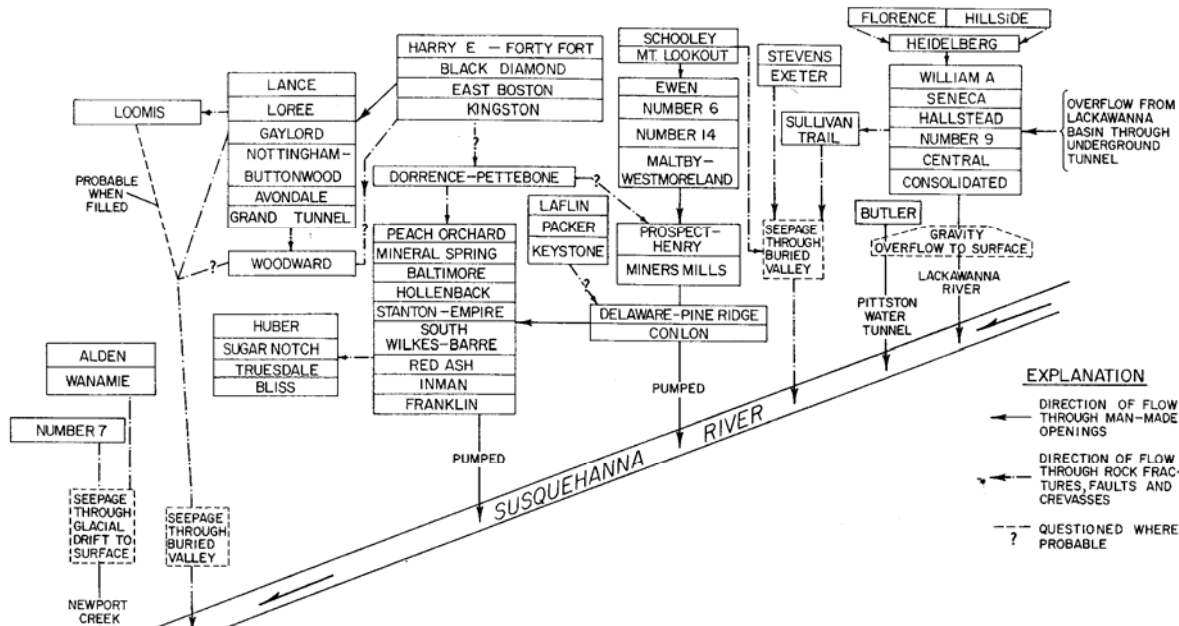 FLORENCE
HILLSIDE
HEIDELBERG
SCHOOLEY
MT. LOOKOUT
STEVENS
EXETER
HARRY E – FORTY FORT
BLACK DIAMOND
EAST BOSTON
KINGSTON
LANCE
LOREE
GAYLORD
NOTTINGHAM–
BUTTONWOOD
AVONDALE
GRAND TUNNEL
LOOMIS
EWEN
NUMBER 6
NUMBER 14
MALTBY–
WESTMORELAND
SULLIVAN
TRAIL
WILLIAM A
SENECA
HALLSTEAD
NUMBER 9
CENTRAL
CONSOLIDATED
OVERFLOW FROM
LACKAWANNA
BASIN THROUGH
UNDERGROUND
TUNNEL
PROBABLE
WHEN
FILLED
?
DORRENCE–PETTEBONE
?
LAFLIN
PACKER
KEYSTONE
?
PROSPECT–
HENRY
MINERS MILLS
SEEPAGE
THROUGH
BURIED
VALLEY
BUTLER
GRAVITY
OVERFLOW TO SURFACE
LACKAWANNA
RIVER
PITTSTON
WATER
TUNNEL
?
WOODWARD
?
PEACH ORCHARD
MINERAL SPRING
BALTIMORE
HOLLENBACK
STANTON–EMPIRE
SOUTH
WILKES–BARRE
RED ASH
INMAN
FRANKLIN
DELAWARE–PINE RIDGE
CONLON
HUBER
SUGAR NOTCH
TRUESDALE
BLISS
ALDEN
WANAMIE
NUMBER 7
PUMPED
PUMPED
SUSQUEHANNA RIVER
SEEPAGE
THROUGH
GLACIAL
DRIFT TO
SURFACE
SEEPAGE
THROUGH
BURIED
VALLEY
NEWPORT
CREEK
EXPLANATION
DIRECTION OF FLOW
THROUGH MAN-MADE
OPENINGS
DIRECTION OF FLOW
THROUGH ROCK FRAC-
TURES, FAULTS AND
CREVASSES
? QUESTIONED WHERE
PROBABLE